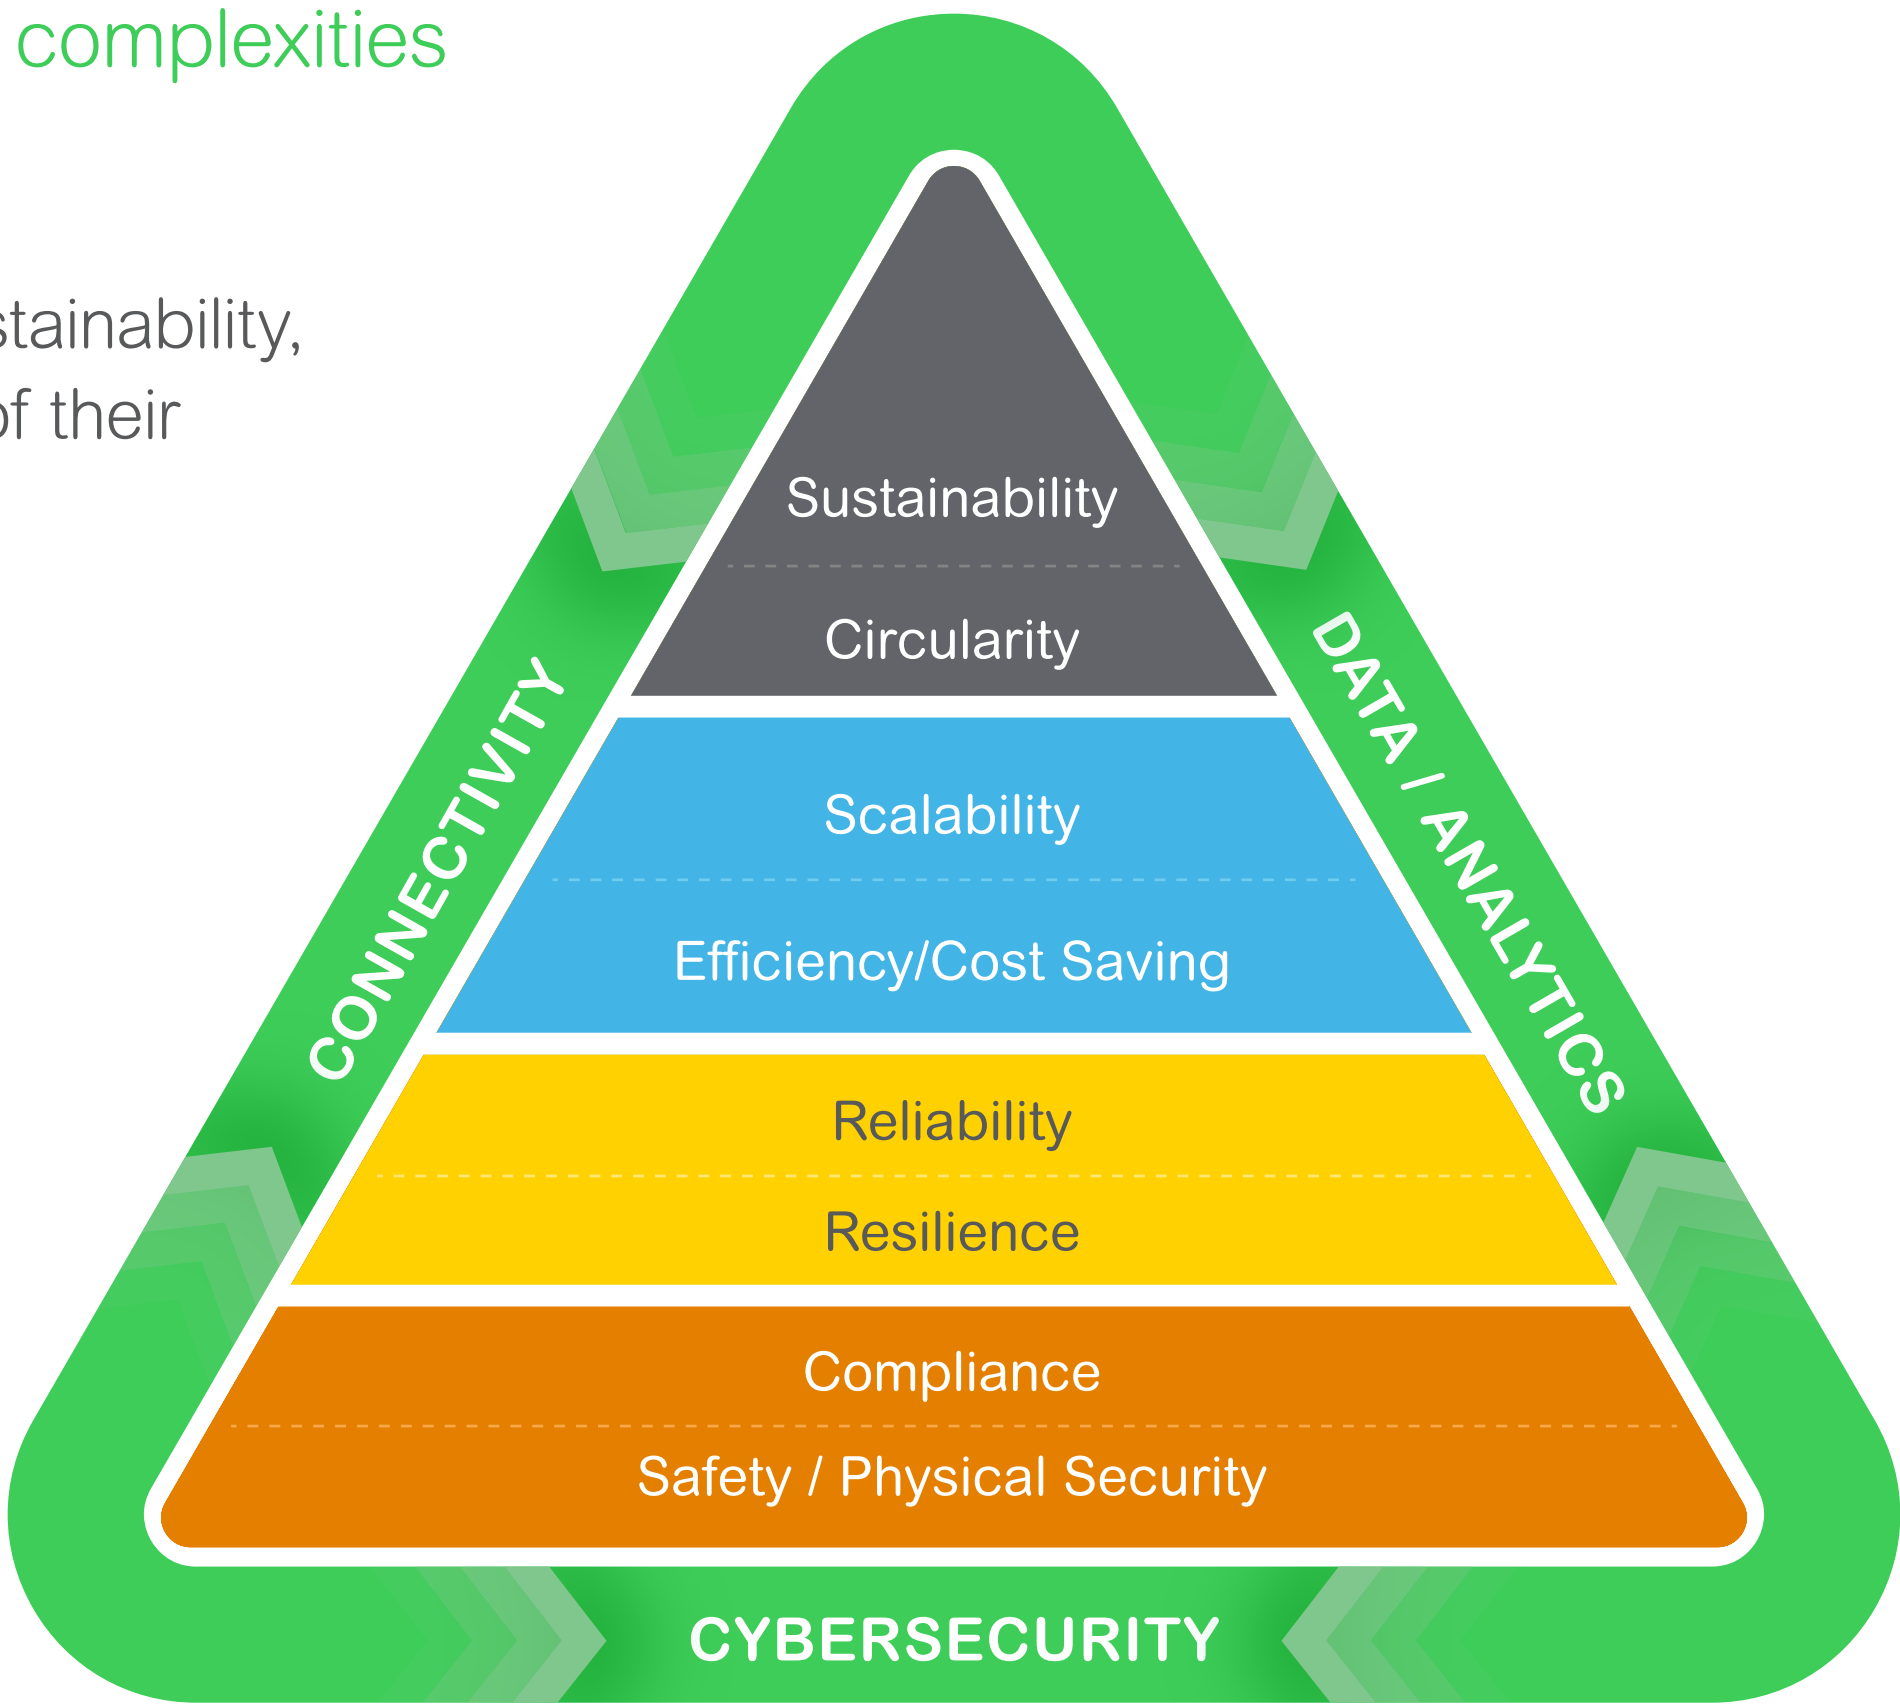 complexities
stainability,
of their
Sustainability
Circularity
Scalability
Efficiency/Cost Saving
Reliability
Resilience
Compliance
Safety / Physical Security
CONNECTIVITY
DATA / ANALYTICS
CYBERSECURITY